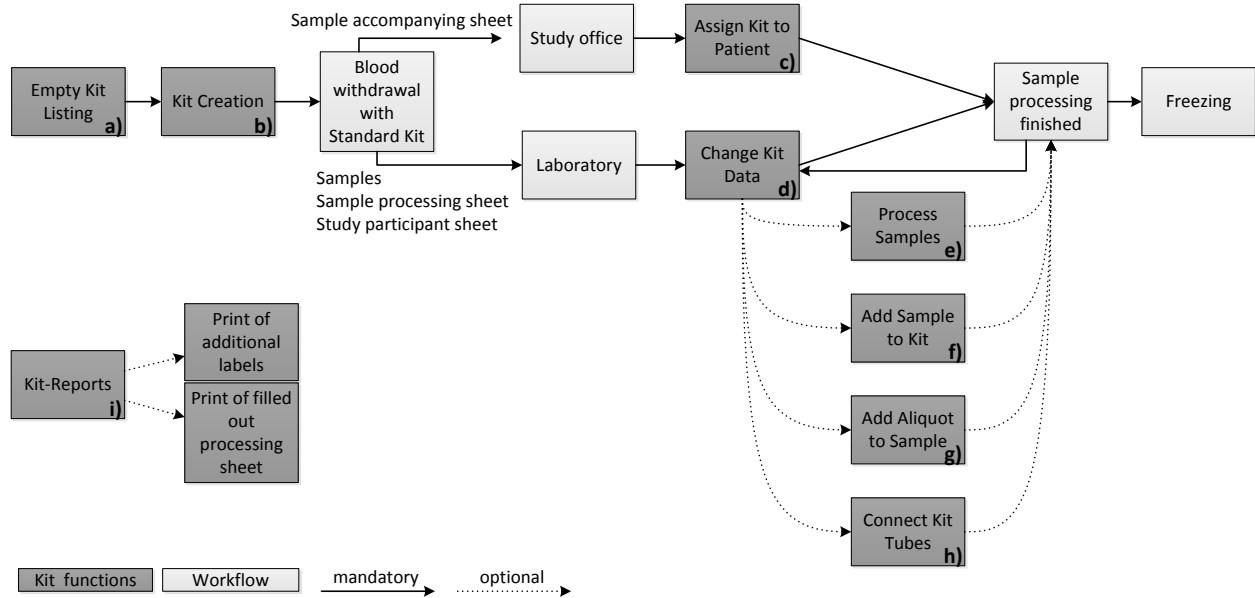 Sample accompanying sheet
Study office
Assign Kit to
Patient
c)
Empty Kit
Listing
a)
Kit Creation
b)
Blood
withdrawal
with
Standard Kit
Sample
processing
finished
Freezing
Laboratory
Change Kit
Data
d)
Samples
Sample processing sheet
Study participant sheet
Process
Samples
e)
Add Sample
to Kit
f)
Add Aliquot
to Sample
g)
Connect Kit
Tubes
h)
Kit-Reports
i)
Print of
additional
labels
Print of filled
out
processing
sheet
Kit functions
Workflow
mandatory
optional